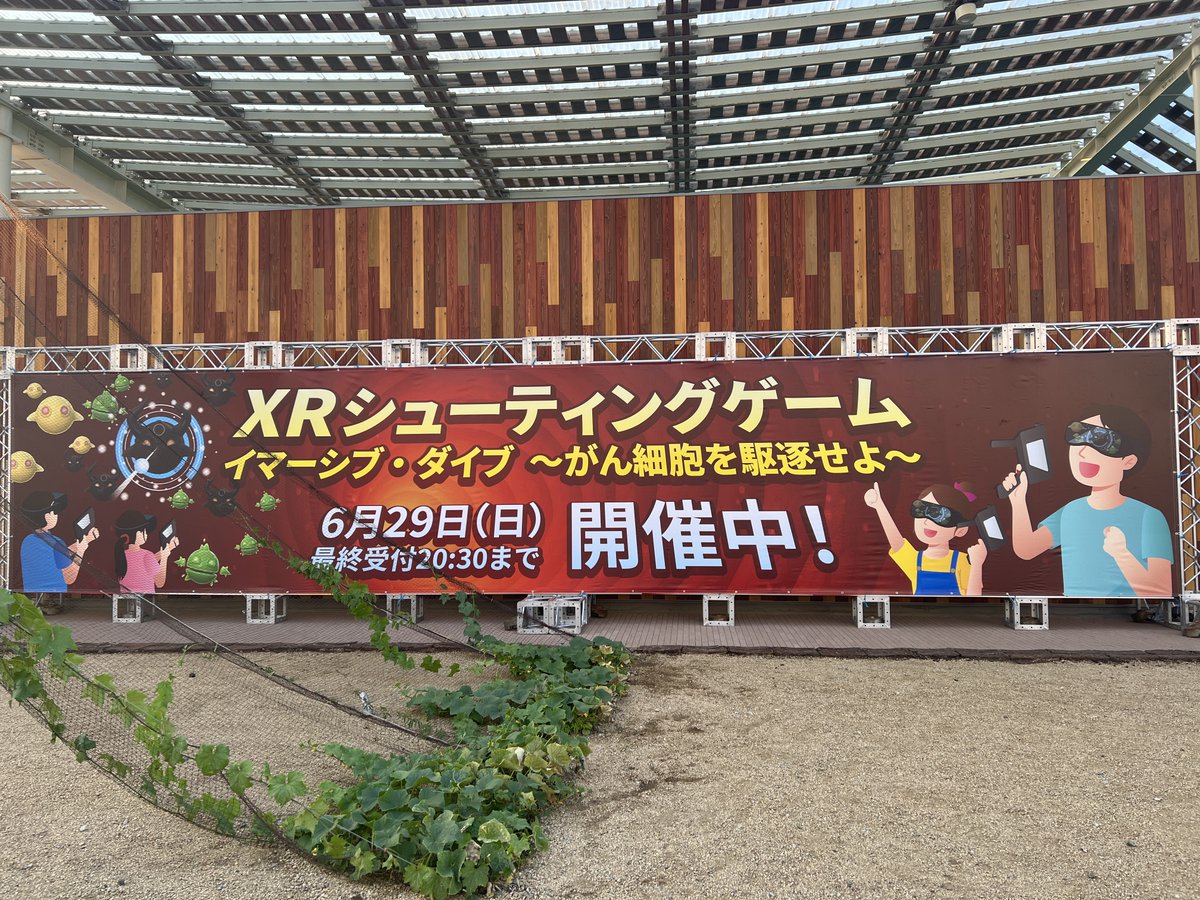 XRシューティングゲーム
イマーシブ・ダイブ ～がん細胞を駆逐せよ～
6月29日(日)
最終受付20:30まで
開催中！